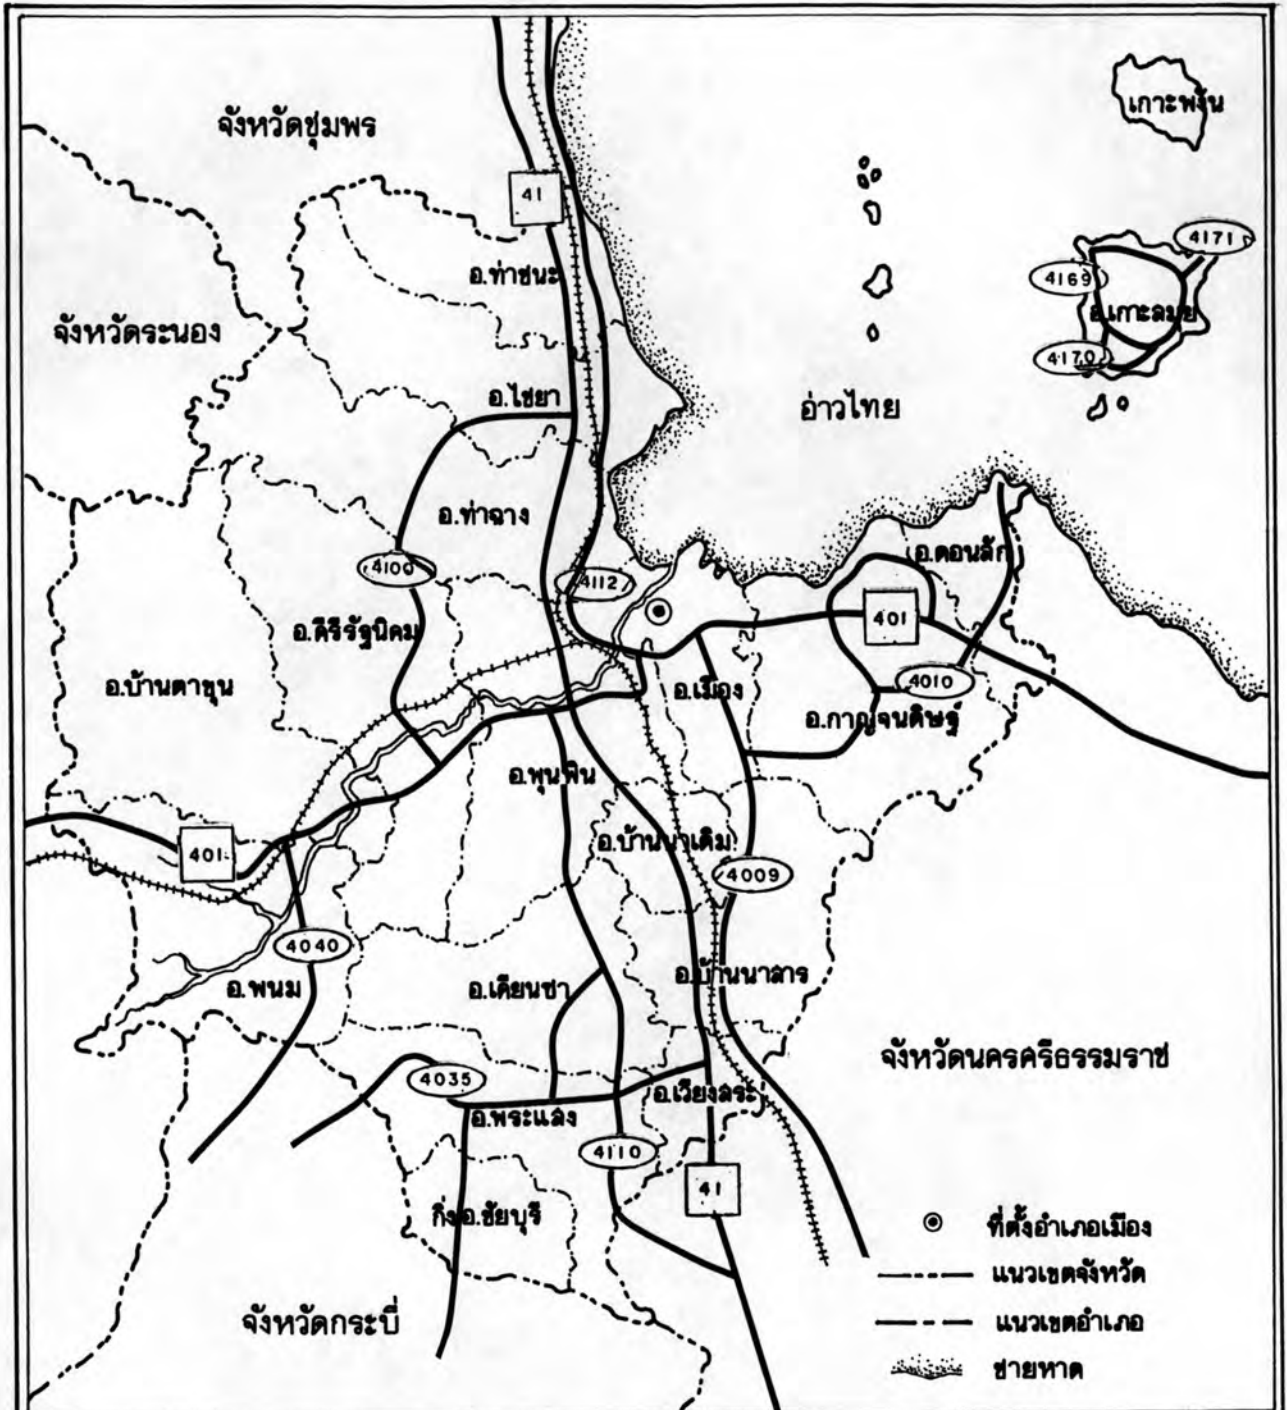 เกาะพงัน
จังหวัดชุมพร
41
4171
อ.ท่าชนะ
4169
อ.เกาะสมุย
จังหวัดระนอง
4170
อ.ไชยา
อ่าวไทย
อ.ท่าฉาง
อ.ดอนสัก
4100
4112
401
อ.คีรีรัฐนิคม
อ.บ้านตาขุน
อ.เมือง
4010
อ.กาญจนดิษฐ์
อ.พุนพิน
อ.บ้านนาเดิม
401
4009
4040
อ.พนม
อ.เคียนซา
อ.บ้านนาสาร
จังหวัดนครศรีธรรมราช
4035
อ.เวียงสระ
อ.พระแสง
4110
41
กิ่งอ.ชัยบุรี
ที่ตั้งอำเภอเมือง
แนวเขตจังหวัด
จังหวัดกระบี่
แนวเขตอำเภอ
ชายหาด